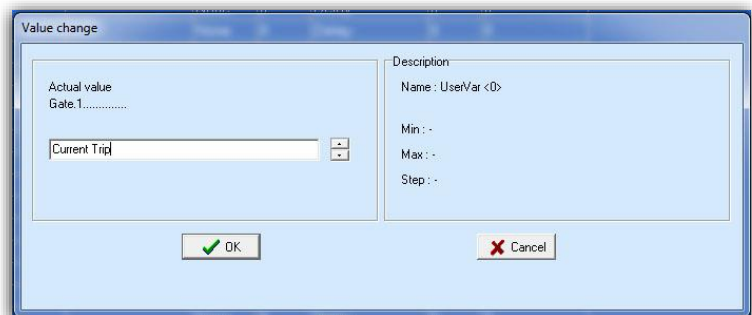 Value change
Actual value
Gate.1.............
Current Trip
OK
Description
Name : UserVar <0>
Min : -
Max : -
Step : -
Cancel